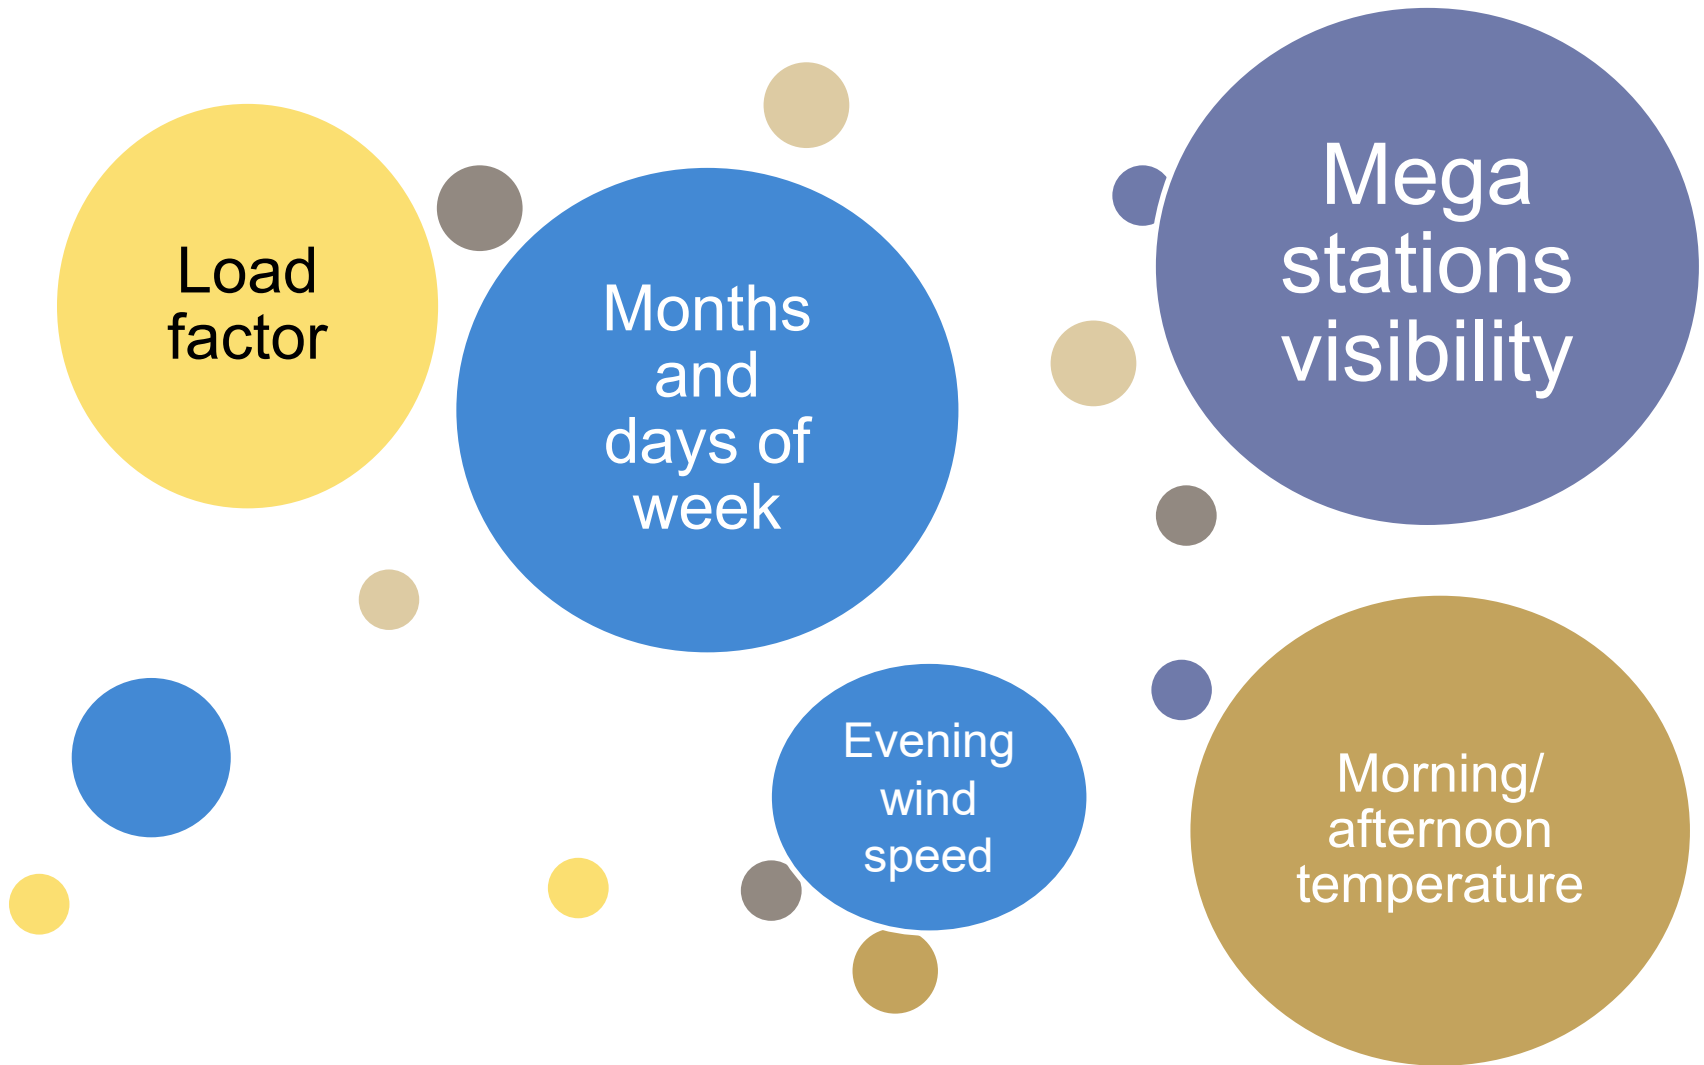 Load
factor
Months
and
days of
week
Mega
stations
visibility
Evening
wind
speed
Morning/
afternoon
temperature